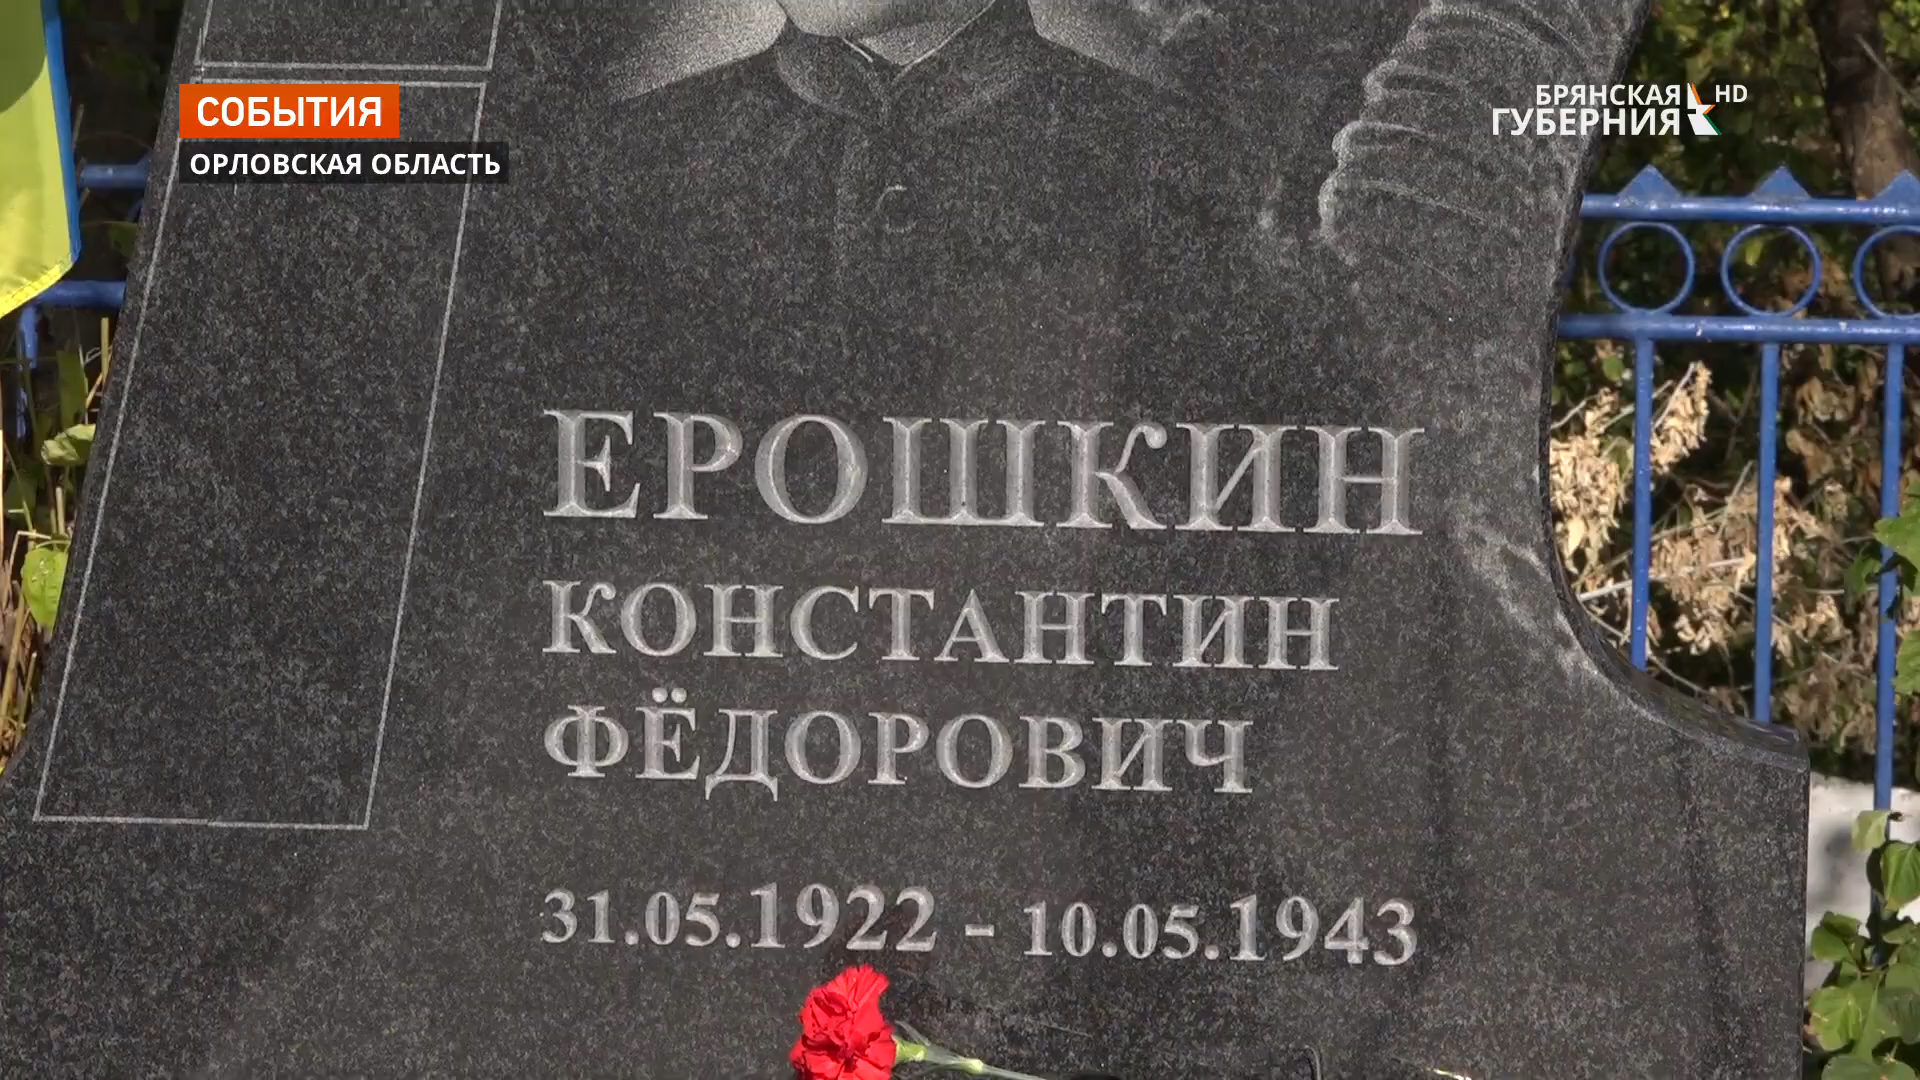 СОБЫТИЯ
ОРЛОВСКАЯ ОБЛАСТЬ
БРЯНСКАЯ HD
ГУБЕРНИЯ
ЕРОШКИН
КОНСТАНТИН
ФЁДОРОВИЧ
31.05.1922 - 10.05.1943